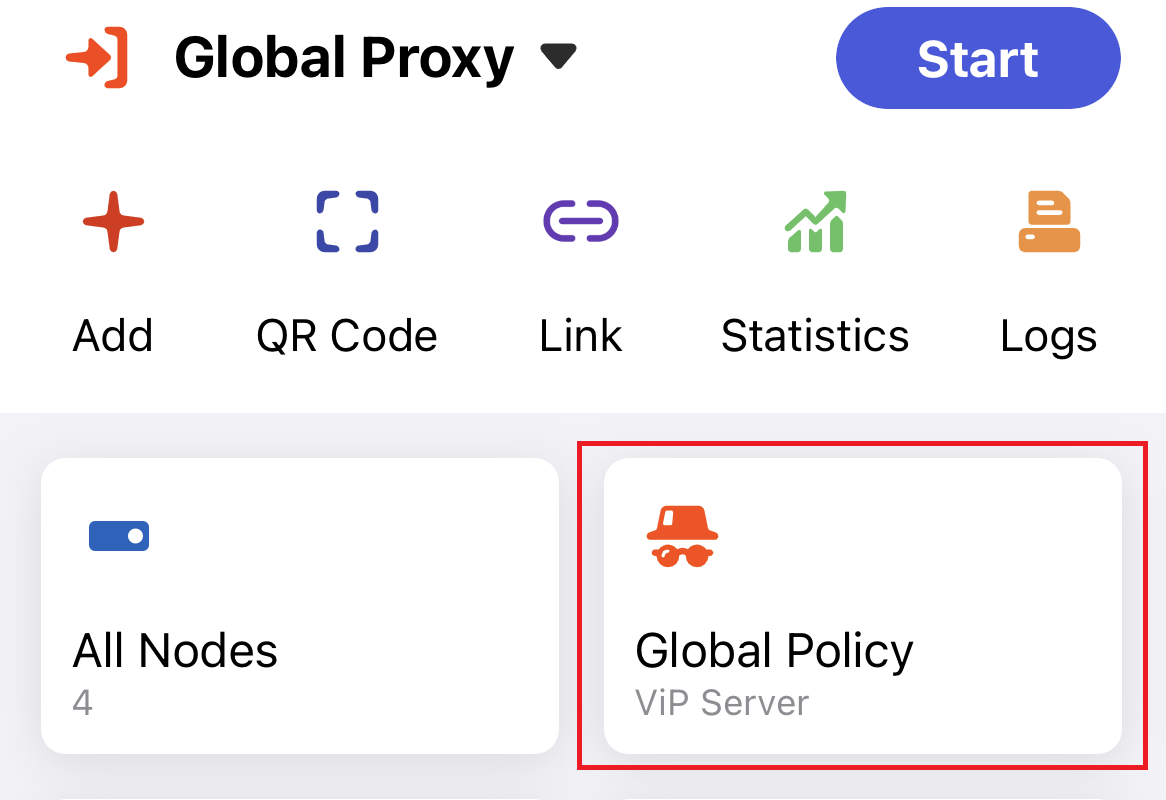 Global Proxy
Start
Add
QR Code
Link
Statistics
Logs
All Nodes
4
Global Policy
ViP Server